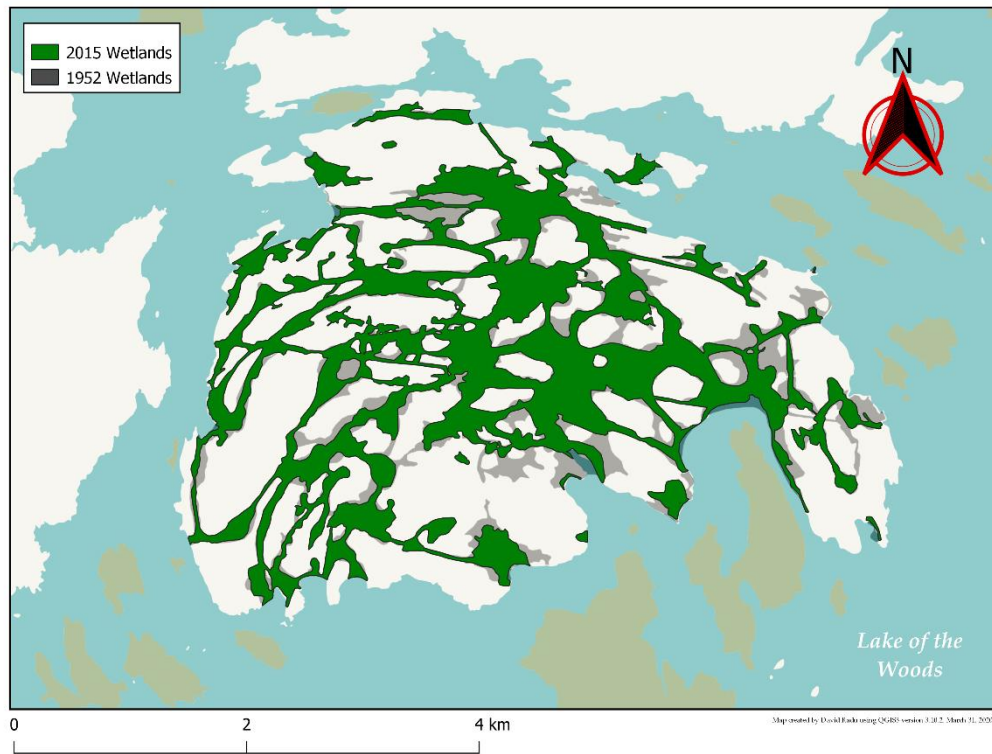 2015 Wetlands
1952 Wetlands
N
Lake of the
Woods
0
2
4 km
Map created by David Radu using QGIS version 3.10.2, March 31,